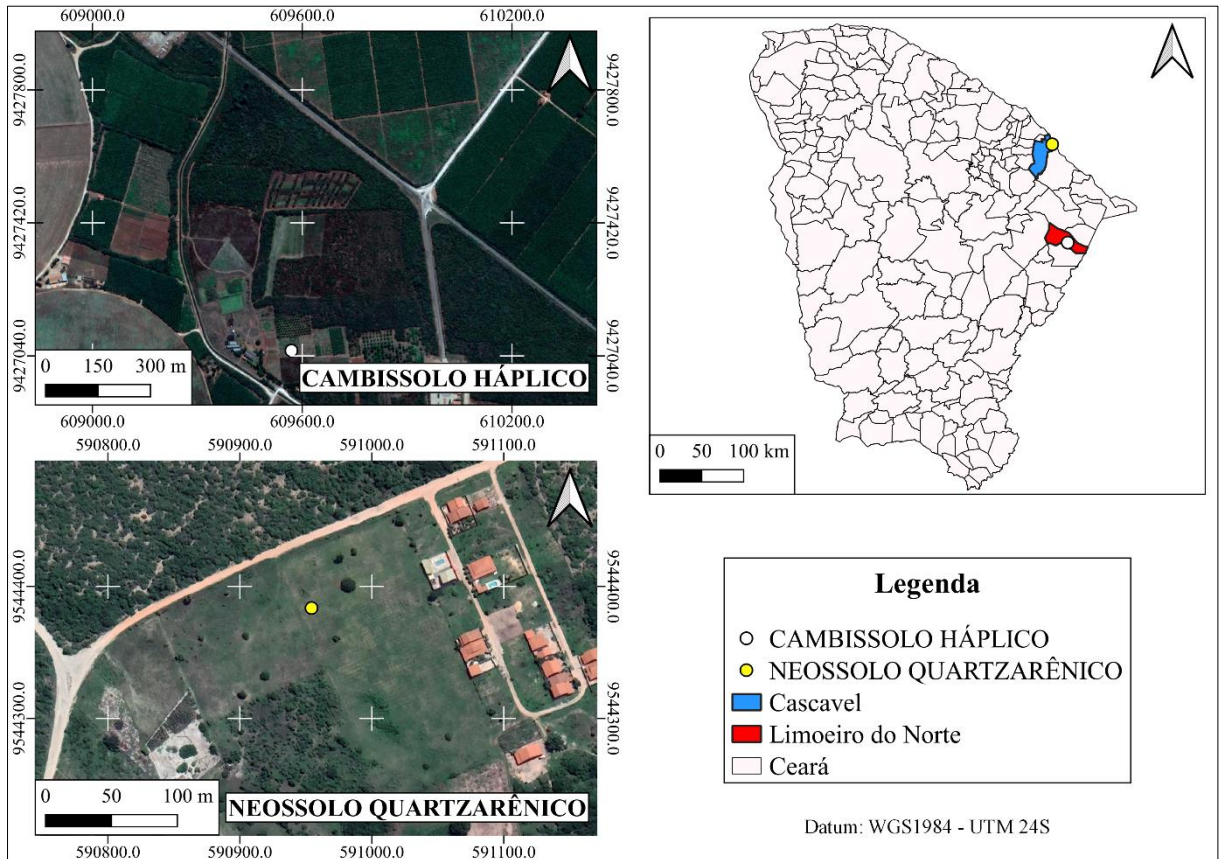 609000.0 609600.0 610200.0
9427800.0
9427420.0
9427040.0
9427800.0
9427420.0
9427040.0
0 150 300 m
CAMBISSOLO HÁPLICO
609000.0 609600.0 610200.0
590800.0 590900.0 591000.0 591100.0
9544400.0
9544300.0
9544400.0
9544300.0
0 50 100 m
NEOSSOLO QUARTZARÊNICO
590800.0 590900.0 591000.0 591100.0
0 50 100 km
Legenda
CAMBISSOLO HÁPLICO
NEOSSOLO QUARTZARÊNICO
Cascavel
Limoeiro do Norte
Ceará
Datum: WGS1984 - UTM 24S